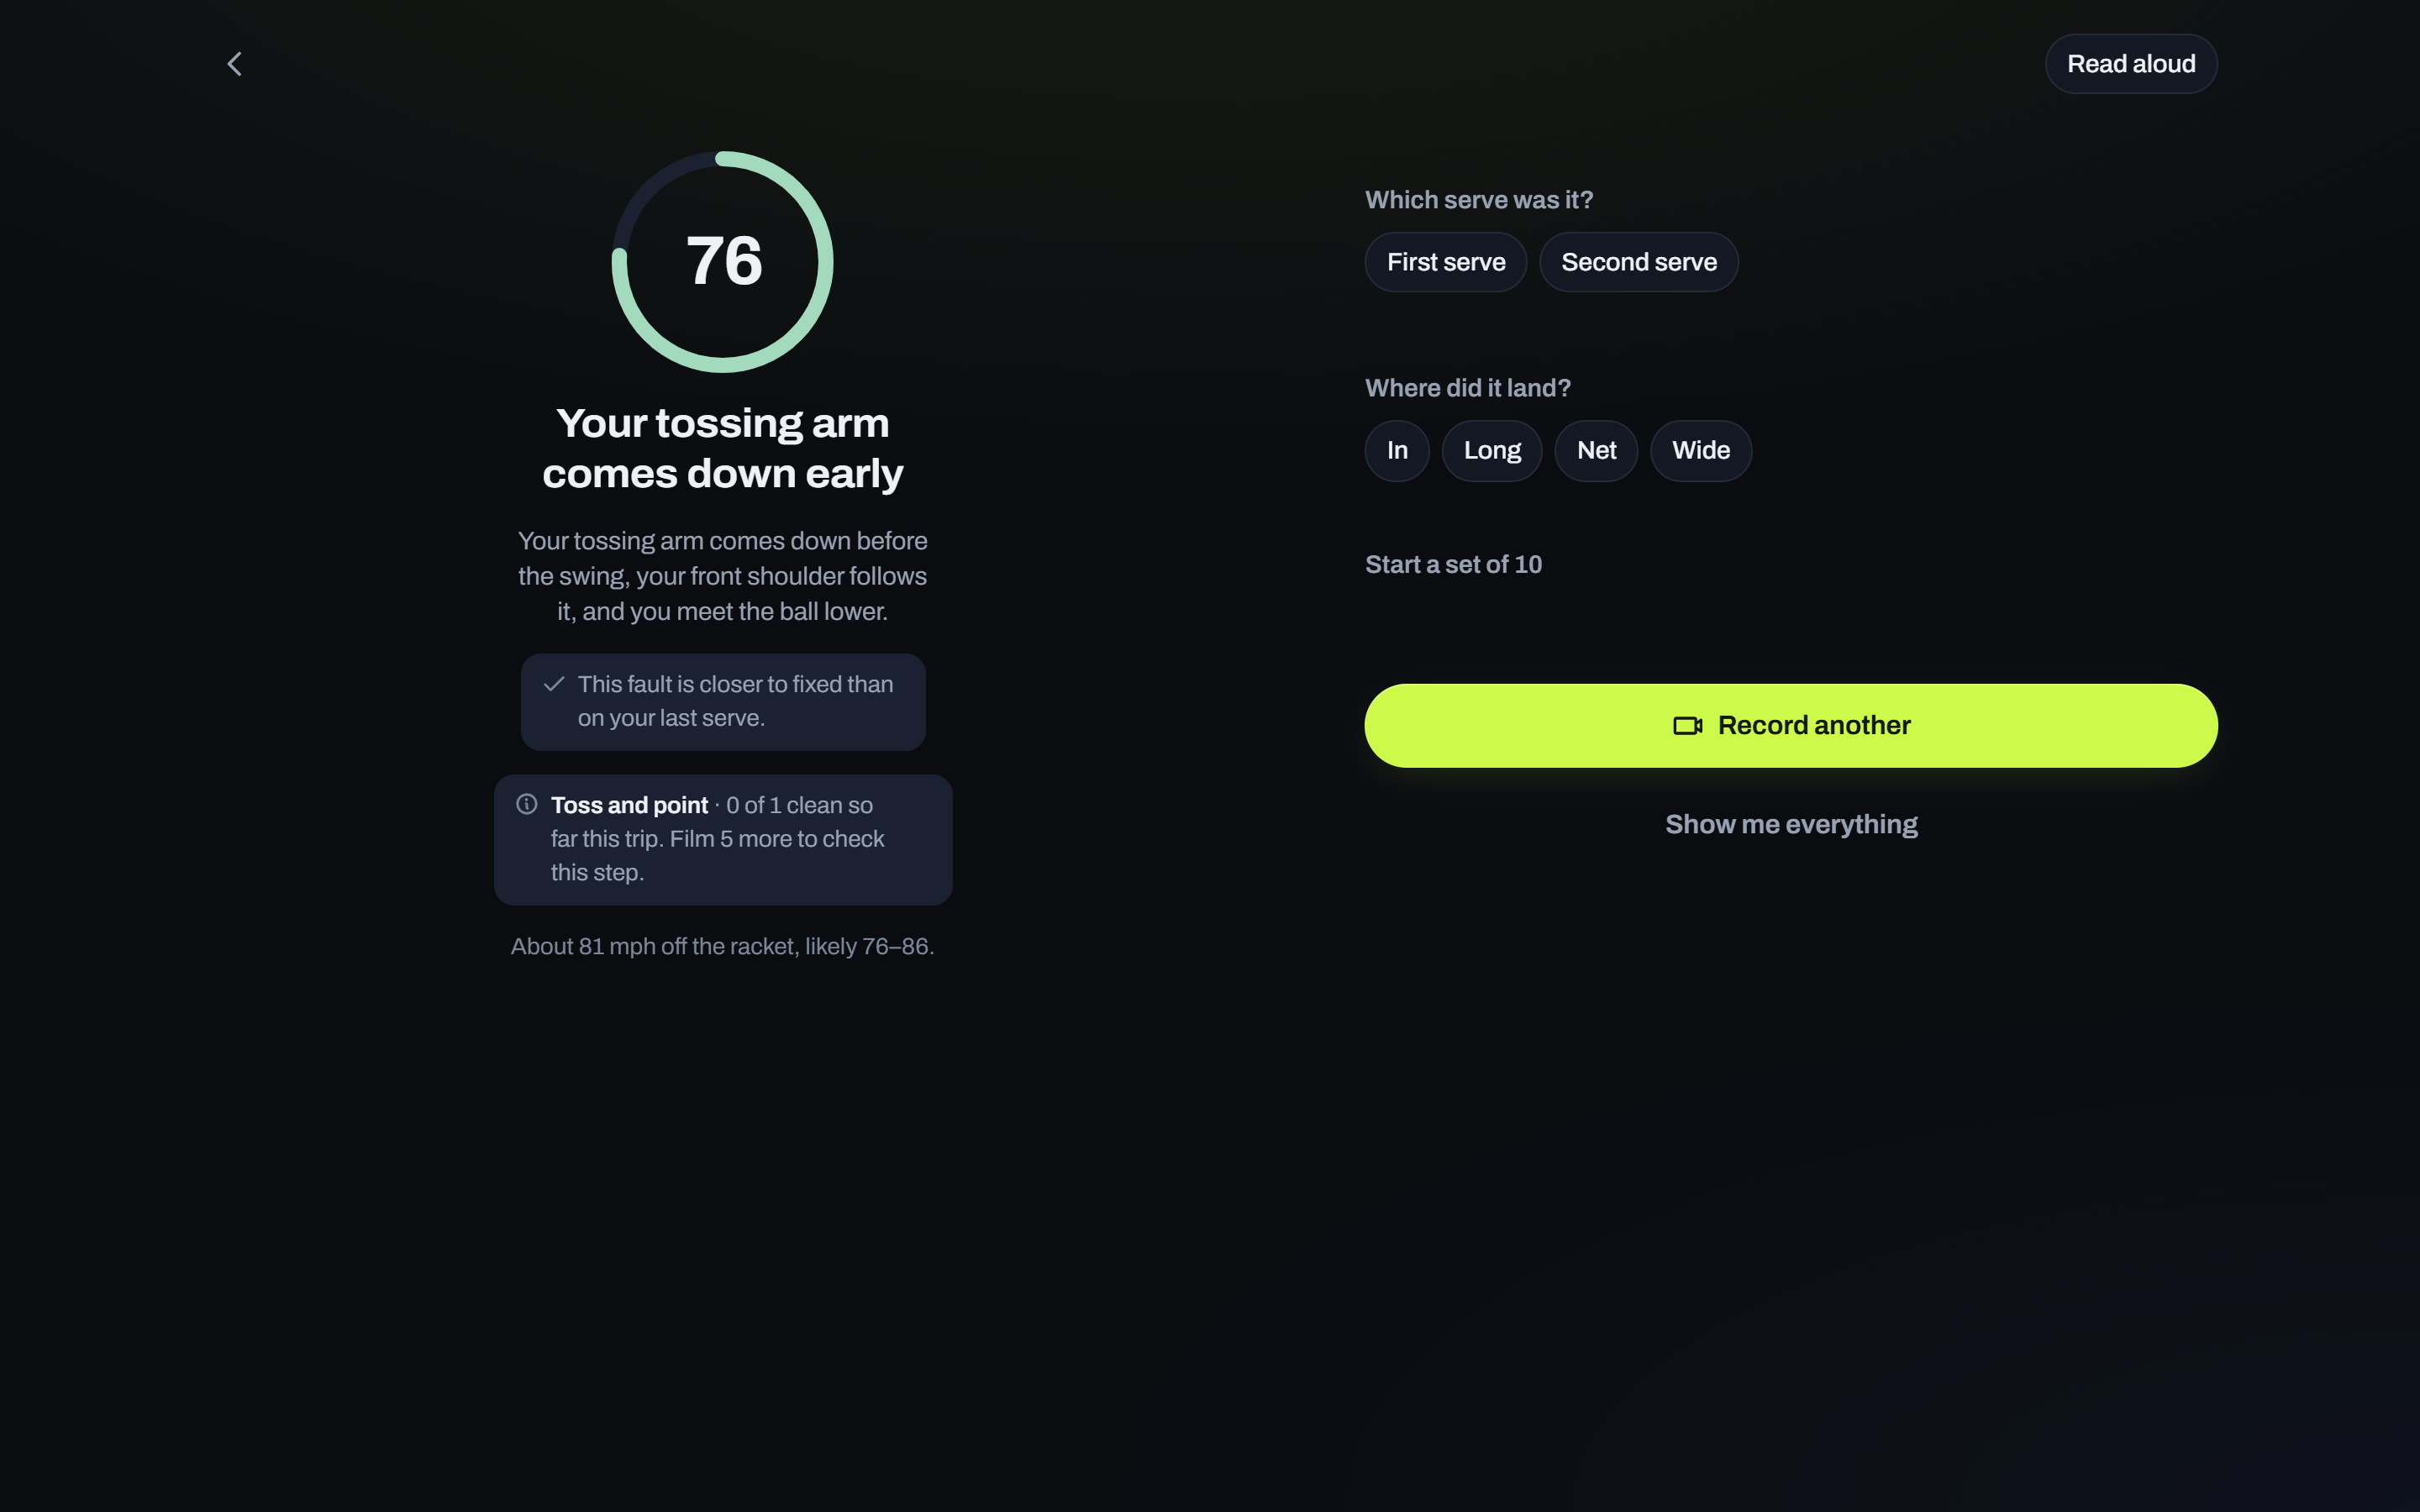 Read aloud
76
Your tossing arm
comes down early
Your tossing arm comes down before
the swing, your front shoulder follows
it, and you meet the ball lower.
This fault is closer to fixed than
on your last serve.
Toss and point · 0 of 1 clean so
far this trip. Film 5 more to check
this step.
About 81 mph off the racket, likely 76–86.
Which serve was it?
First serve Second serve
Where did it land?
In Long Net Wide
Start a set of 10
Record another
Show me everything